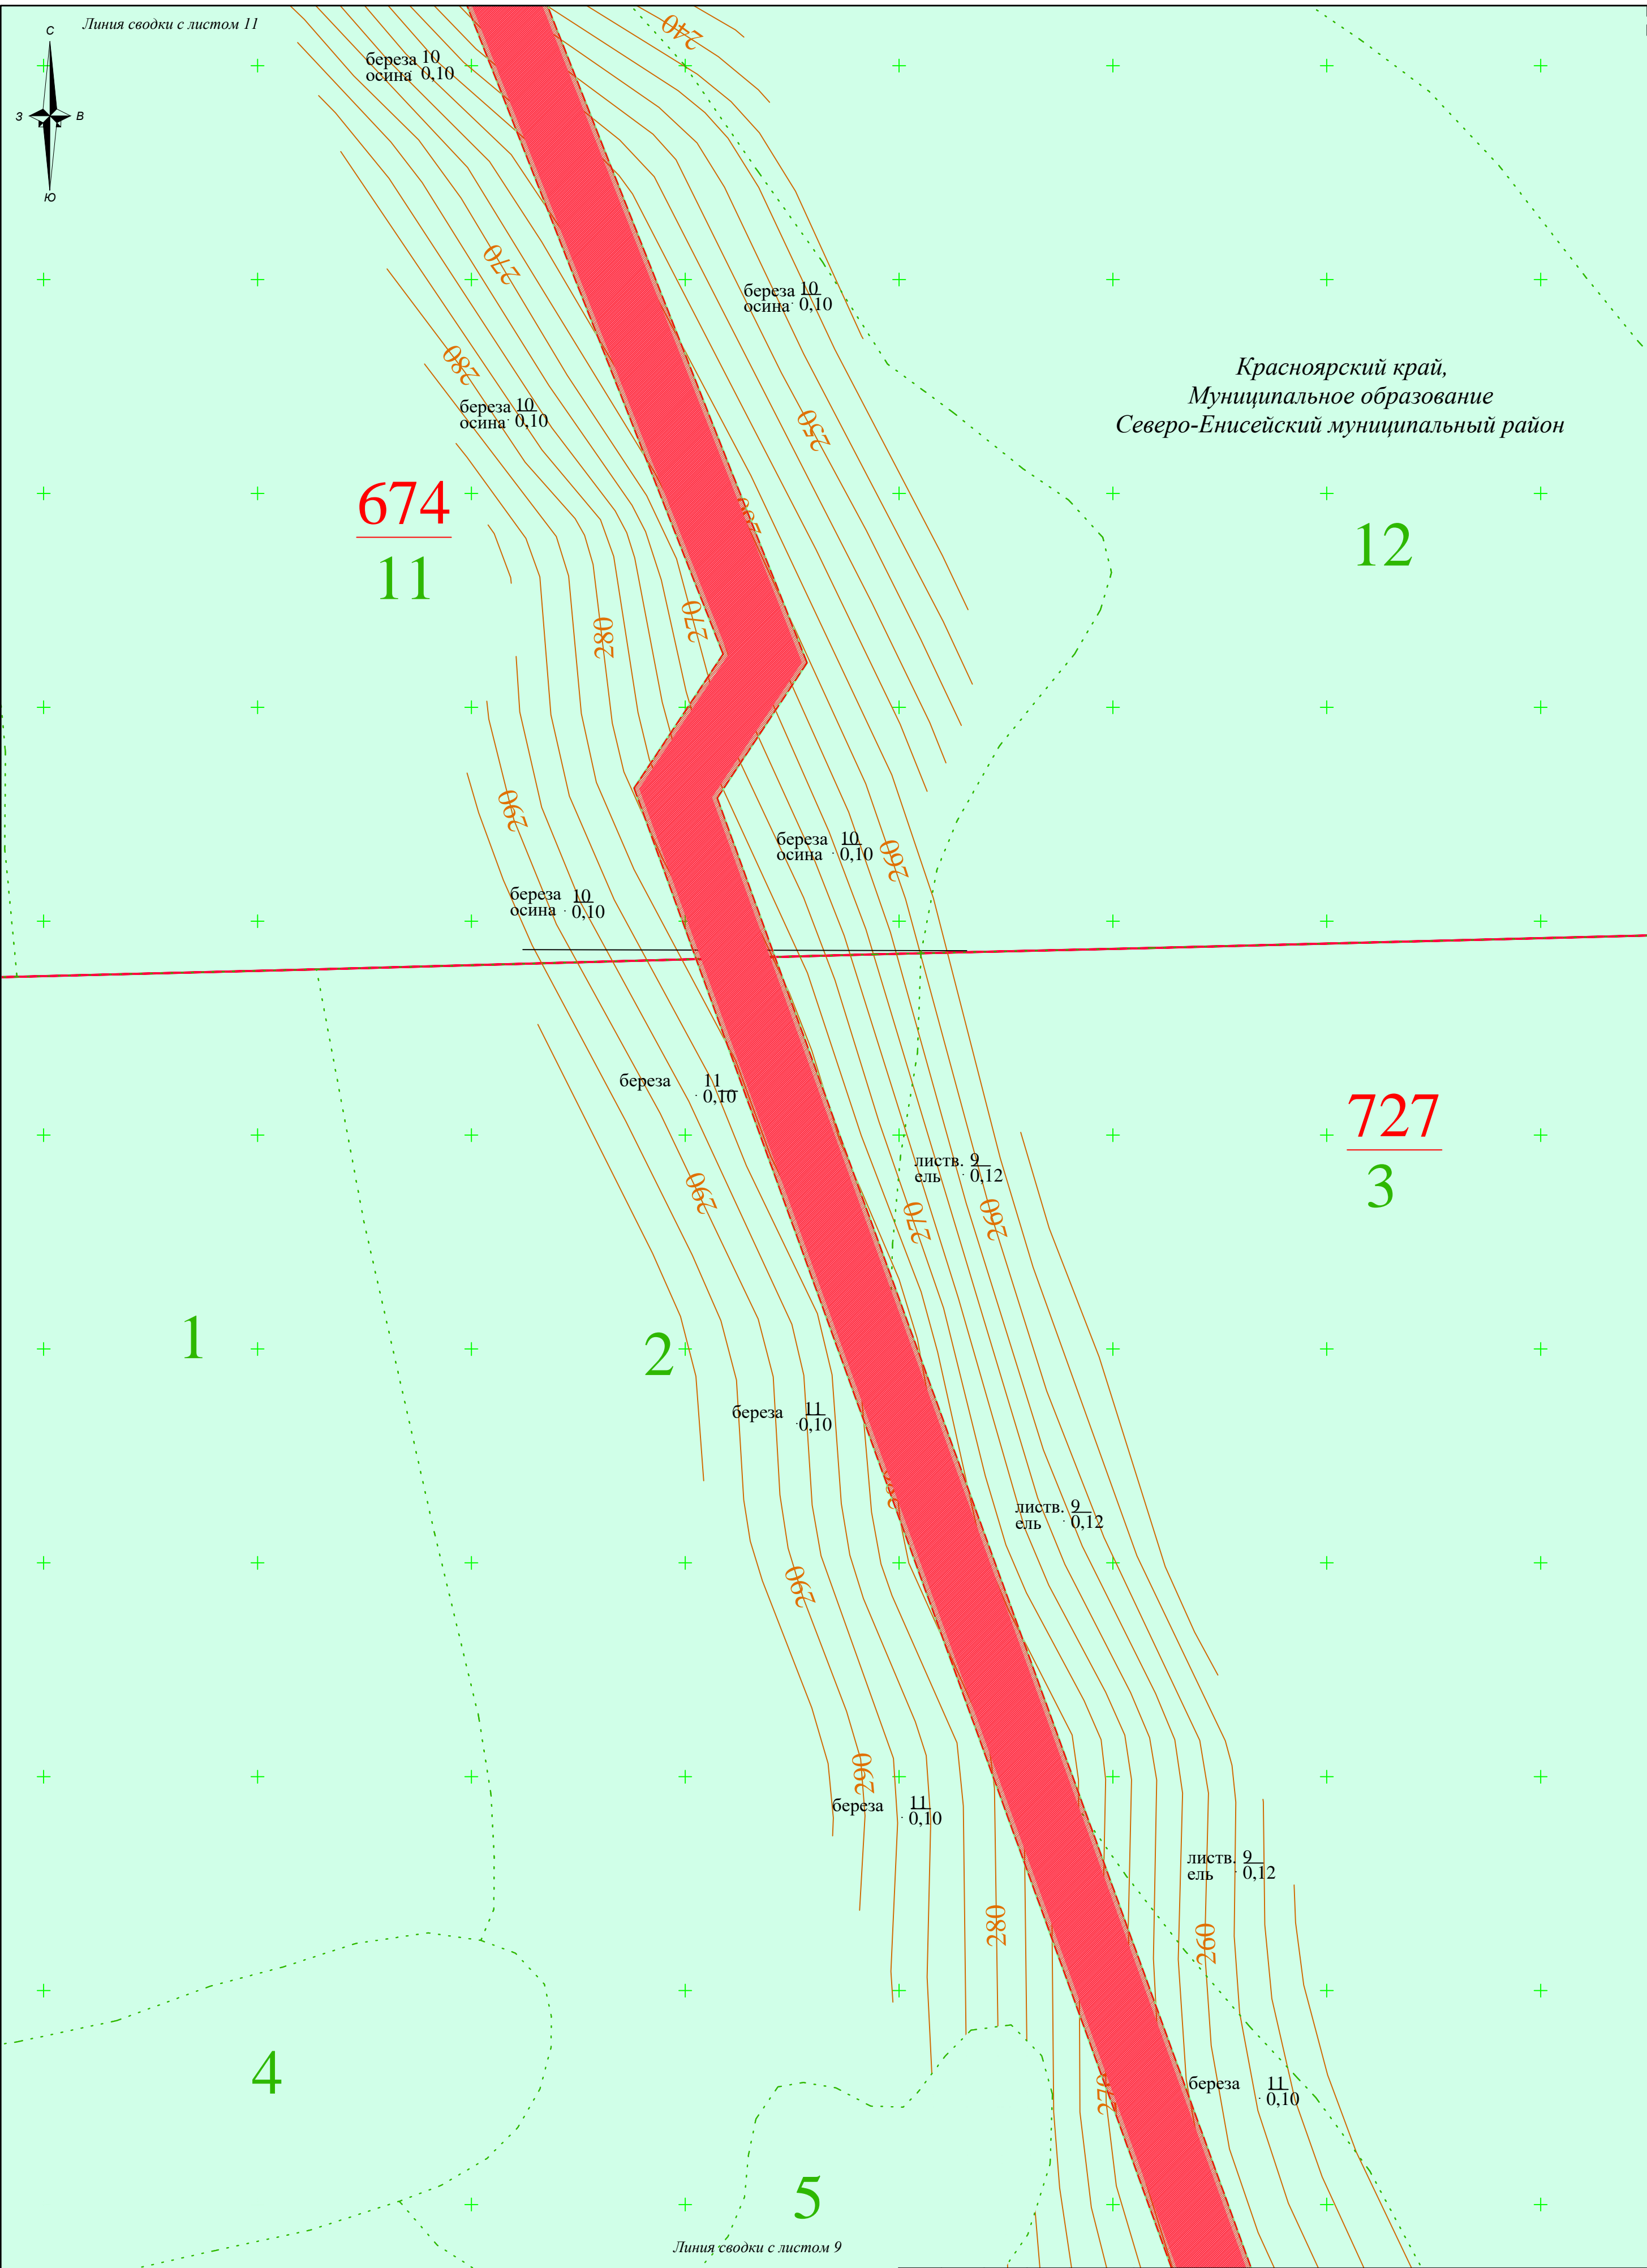 Линия сводки с листом 11
С
З
В
Ю
240
береза 10
осина 0,10
270
береза 10
осина 0,10
280
Красноярский край,
Муниципальное образование
Северо-Енисейский муниципальный район
береза 10
осина 0,10
250
674
11
12
280
270
290
береза 10
осина 0,10
260
береза 10
осина 0,10
береза 11
0,10
727
3
листв. 9
ель 0,12
290
270
260
1
2
береза 11
0,10
листв. 9
ель 0,12
290
290
береза 11
0,10
листв. 9
ель 0,12
280
260
4
270
береза 11
0,10
5
Линия сводки с листом 9